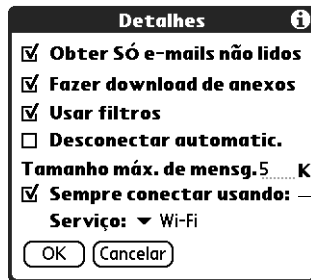 Detalhes
Obter SÓ e-mails não lidos
Fazer download de anexos
Usar filtros
Desconectar automatic.
Tamanho máx. de mensg. 5 K
Sempre conectar usando:
Serviço: Wi-Fi
OK Cancelar